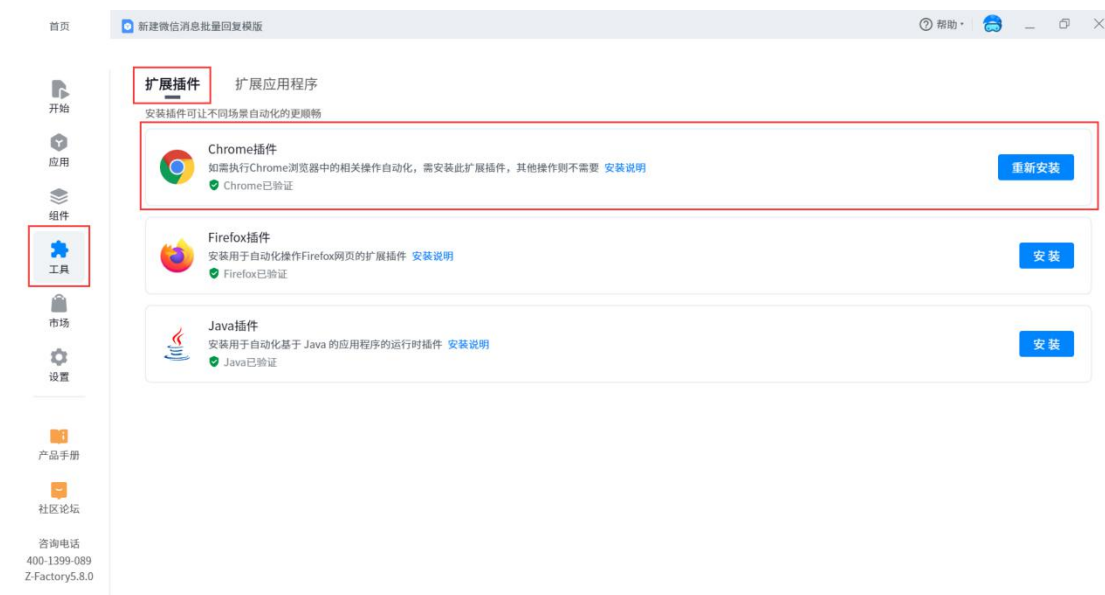 首页
新建微信消息批量回复模版
帮助
开始
应用
组件
工具
市场
设置
产品手册
社区论坛
咨询电话
400-1399-089
Z-Factory5.8.0
扩展插件 扩展应用程序
安装插件可让不同场景自动化的更顺畅
Chrome插件
如需执行Chrome浏览器中的相关操作自动化，需安装此扩展插件，其他操作则不需要 安装说明
Chrome已验证
重新安装
Firefox插件
安装用于自动化操作Firefox网页的扩展插件 安装说明
Firefox已验证
安装
Java插件
安装用于自动化基于 Java 的应用程序的运行时插件 安装说明
Java已验证
安装